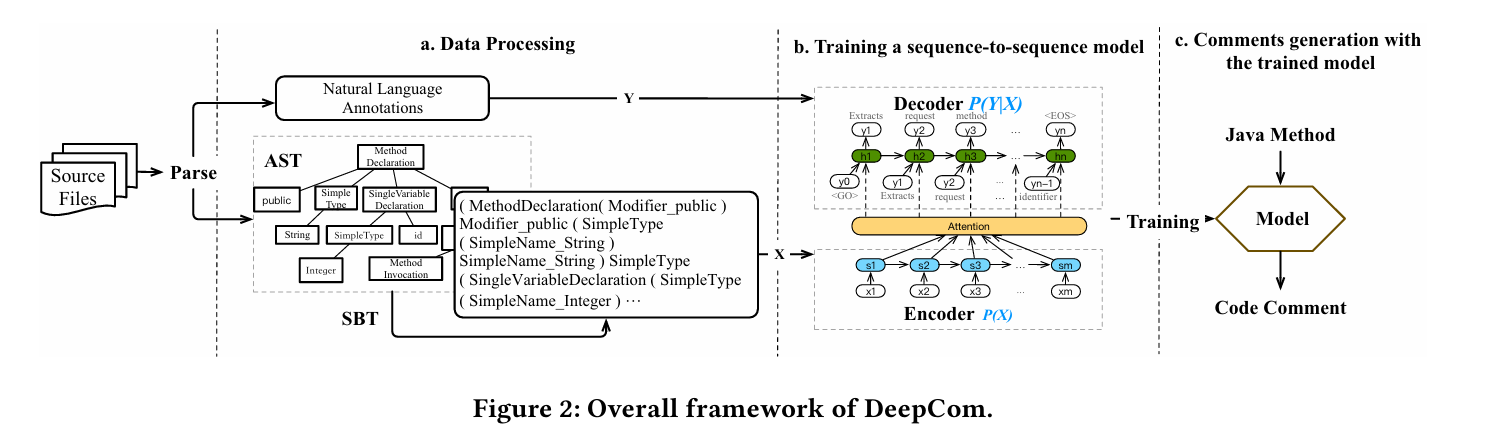 a. Data Processing
b. Training a sequence-to-sequence model
c. Comments generation with
the trained model
Source
Files
Parse
Natural Language
Annotations
Y
AST
Method
Declaration
public
Simple
Type
SingleVariable
Declaration
String
SimpleType
id
Integer
Method
Invocation
( MethodDeclaration( Modifier_public )
Modifier_public ( SimpleType
( SimpleName_String )
SimpleName_String ) SimpleType
( SingleVariableDeclaration ( SimpleType
( SimpleName_Integer ) ⋯
SBT
X
Decoder P(Y|X)
Extracts request method <EOS>
y1 y2 y3 ... yn
h1 h2 h3 ... hn
y0 y1 y2 ... yn−1
<GO> Extracts request ... identifier
Attention
s1 s2 s3 ... sm
x1 x2 x3 ... xm
Encoder P(X)
Training
Java Method
Model
Code Comment
Figure 2: Overall framework of DeepCom.